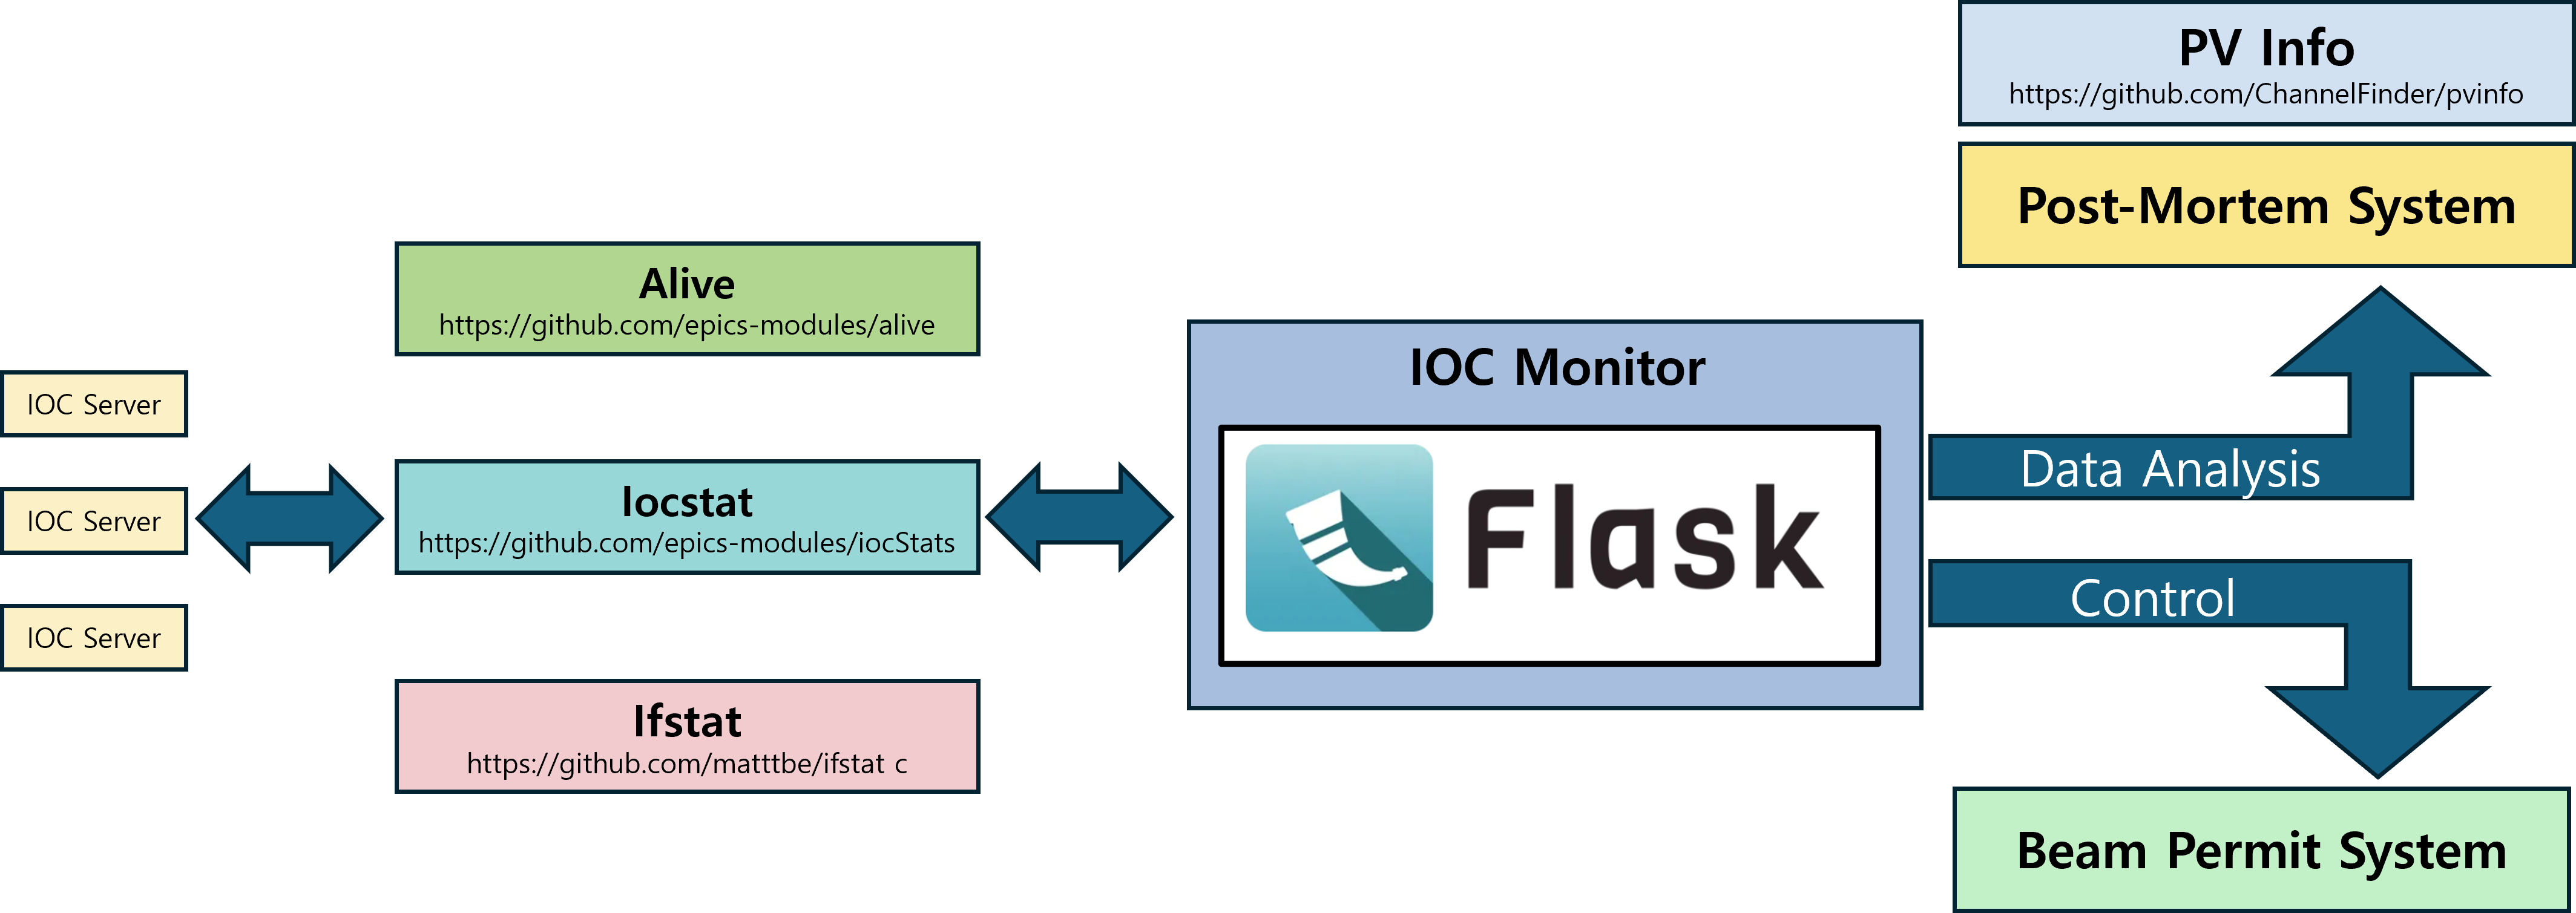 PV Info
https://github.com/ChannelFinder/pvinfo
Post-Mortem System
Alive
https://github.com/epics-modules/alive
IOC Server
IOC Server
IOC Server
Iocstat
https://github.com/epics-modules/iocStats
Ifstat
https://github.com/matttbe/ifstat c
IOC Monitor
Flask
Data Analysis
Control
Beam Permit System